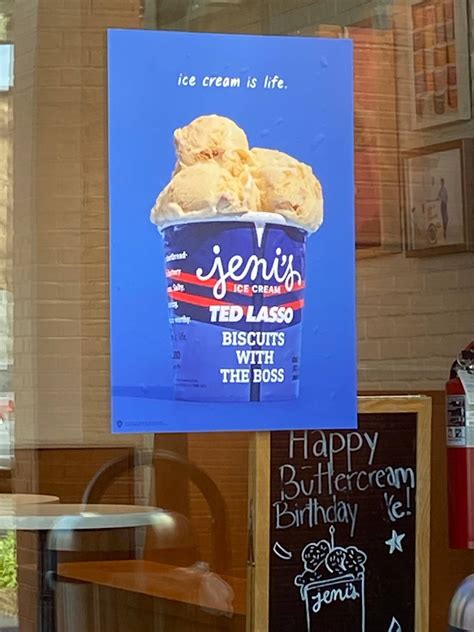 ice cream is life.
jeni's
ICE CREAM
TED LASSO
BISCUITS
WITH
THE BOSS
Happy
Buttercream
Birthday
jeni's